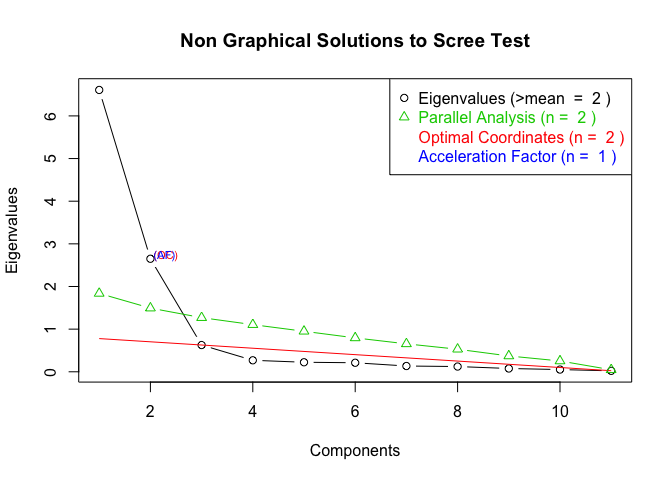 Non Graphical Solutions to Scree Test
Eigenvalues (>mean = 2 )
Parallel Analysis (n = 2 )
Optimal Coordinates (n = 2 )
Acceleration Factor (n = 1 )
Eigenvalues
6
5
4
3
2
1
0
2
4
6
8
10
Components